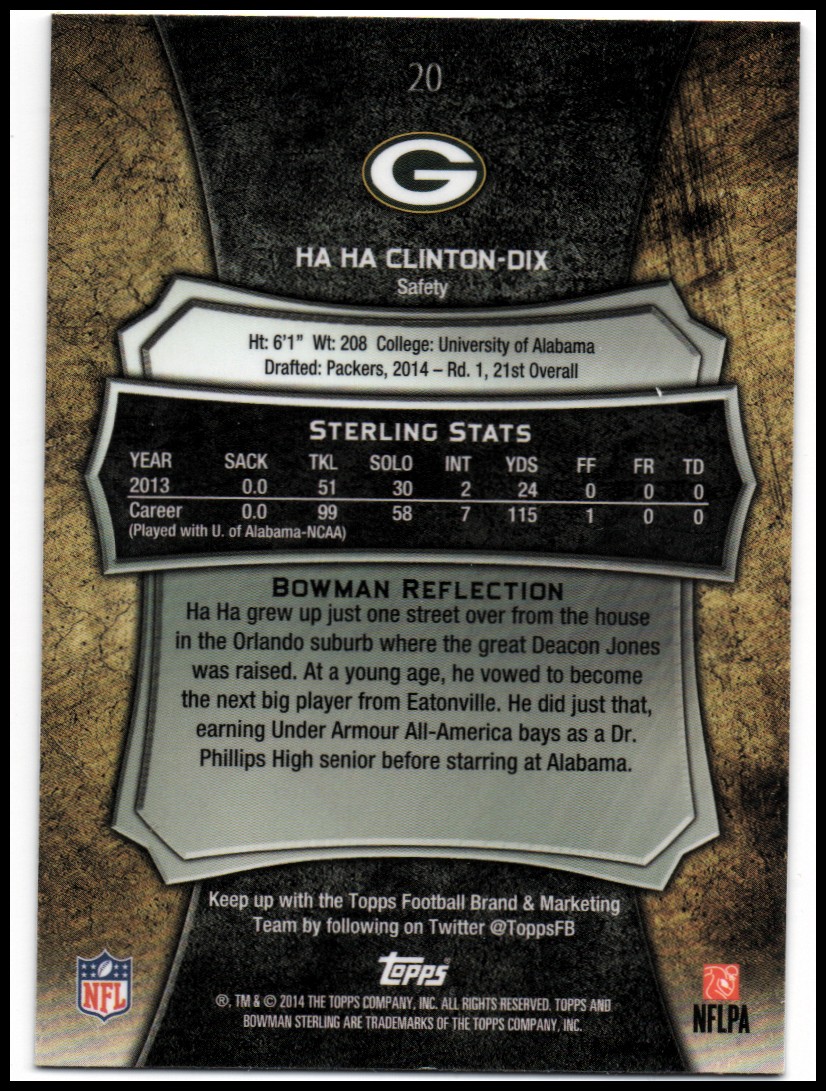 20
G
HA HA CLINTON-DIX
Safety
Ht: 6'1" Wt: 208 College: University of Alabama
Drafted: Packers, 2014 – Rd. 1, 21st Overall
STERLING STATS
YEAR SACK TKL SOLO INT YDS FF FR TD
2013 0.0 51 30 2 24 0 0 0
Career 0.0 99 58 7 115 1 0 0
(Played with U. of Alabama-NCAA)
BOWMAN REFLECTION
Ha Ha grew up just one street over from the house
in the Orlando suburb where the great Deacon Jones
was raised. At a young age, he vowed to become
the next big player from Eatonville. He did just that,
earning Under Armour All-America bays as a Dr.
Phillips High senior before starring at Alabama.
Keep up with the Topps Football Brand & Marketing
Team by following on Twitter @ToppsFB
topps
NFL
NFLPA
®, TM & © 2014 THE TOPPS COMPANY, INC. ALL RIGHTS RESERVED. TOPPS AND
BOWMAN STERLING ARE TRADEMARKS OF THE TOPPS COMPANY, INC.